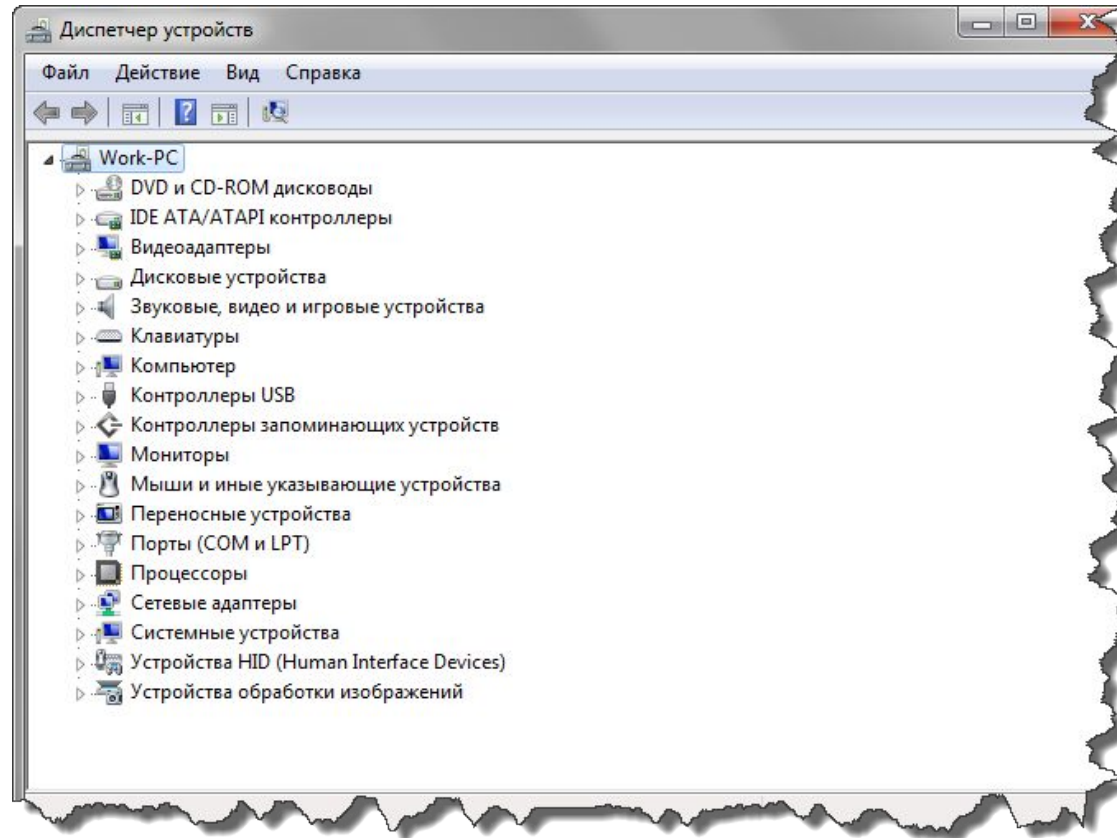 Диспетчер устройств
Файл Действие Вид Справка
Work-PC
DVD и CD-ROM дисководы
IDE ATA/ATAPI контроллеры
Видеоадаптеры
Дисковые устройства
Звуковые, видео и игровые устройства
Клавиатуры
Компьютер
Контроллеры USB
Контроллеры запоминающих устройств
Мониторы
Мыши и иные указывающие устройства
Переносные устройства
Порты (COM и LPT)
Процессоры
Сетевые адаптеры
Системные устройства
Устройства HID (Human Interface Devices)
Устройства обработки изображений